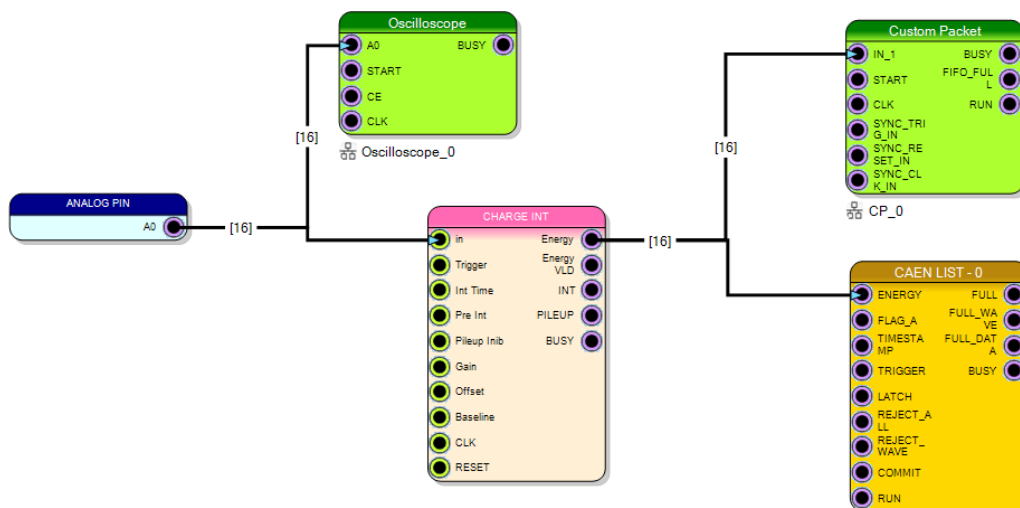 Oscilloscope
A0
BUSY
START
CE
CLK
[16]
Oscilloscope_0
ANALOG PIN
A0
[16]
CHARGE INT
in
Energy
Trigger
Energy
VLD
Int Time
INT
Pre Int
PILEUP
Pileup Inib
BUSY
Gain
Offset
Baseline
CLK
RESET
[16]
[16]
Custom Packet
IN_1
BUSY
START
FIFO_FUL
L
CLK
RUN
SYNC_TRI
G_IN
SYNC_RE
SET_IN
SYNC_CL
K_IN
CP_0
CAEN LIST - 0
ENERGY
FULL
FLAG_A
FULL_WA
VE
TIMESTA
MP
FULL_DAT
A
TRIGGER
BUSY
LATCH
REJECT_A
LL
REJECT_
WAVE
COMMIT
RUN